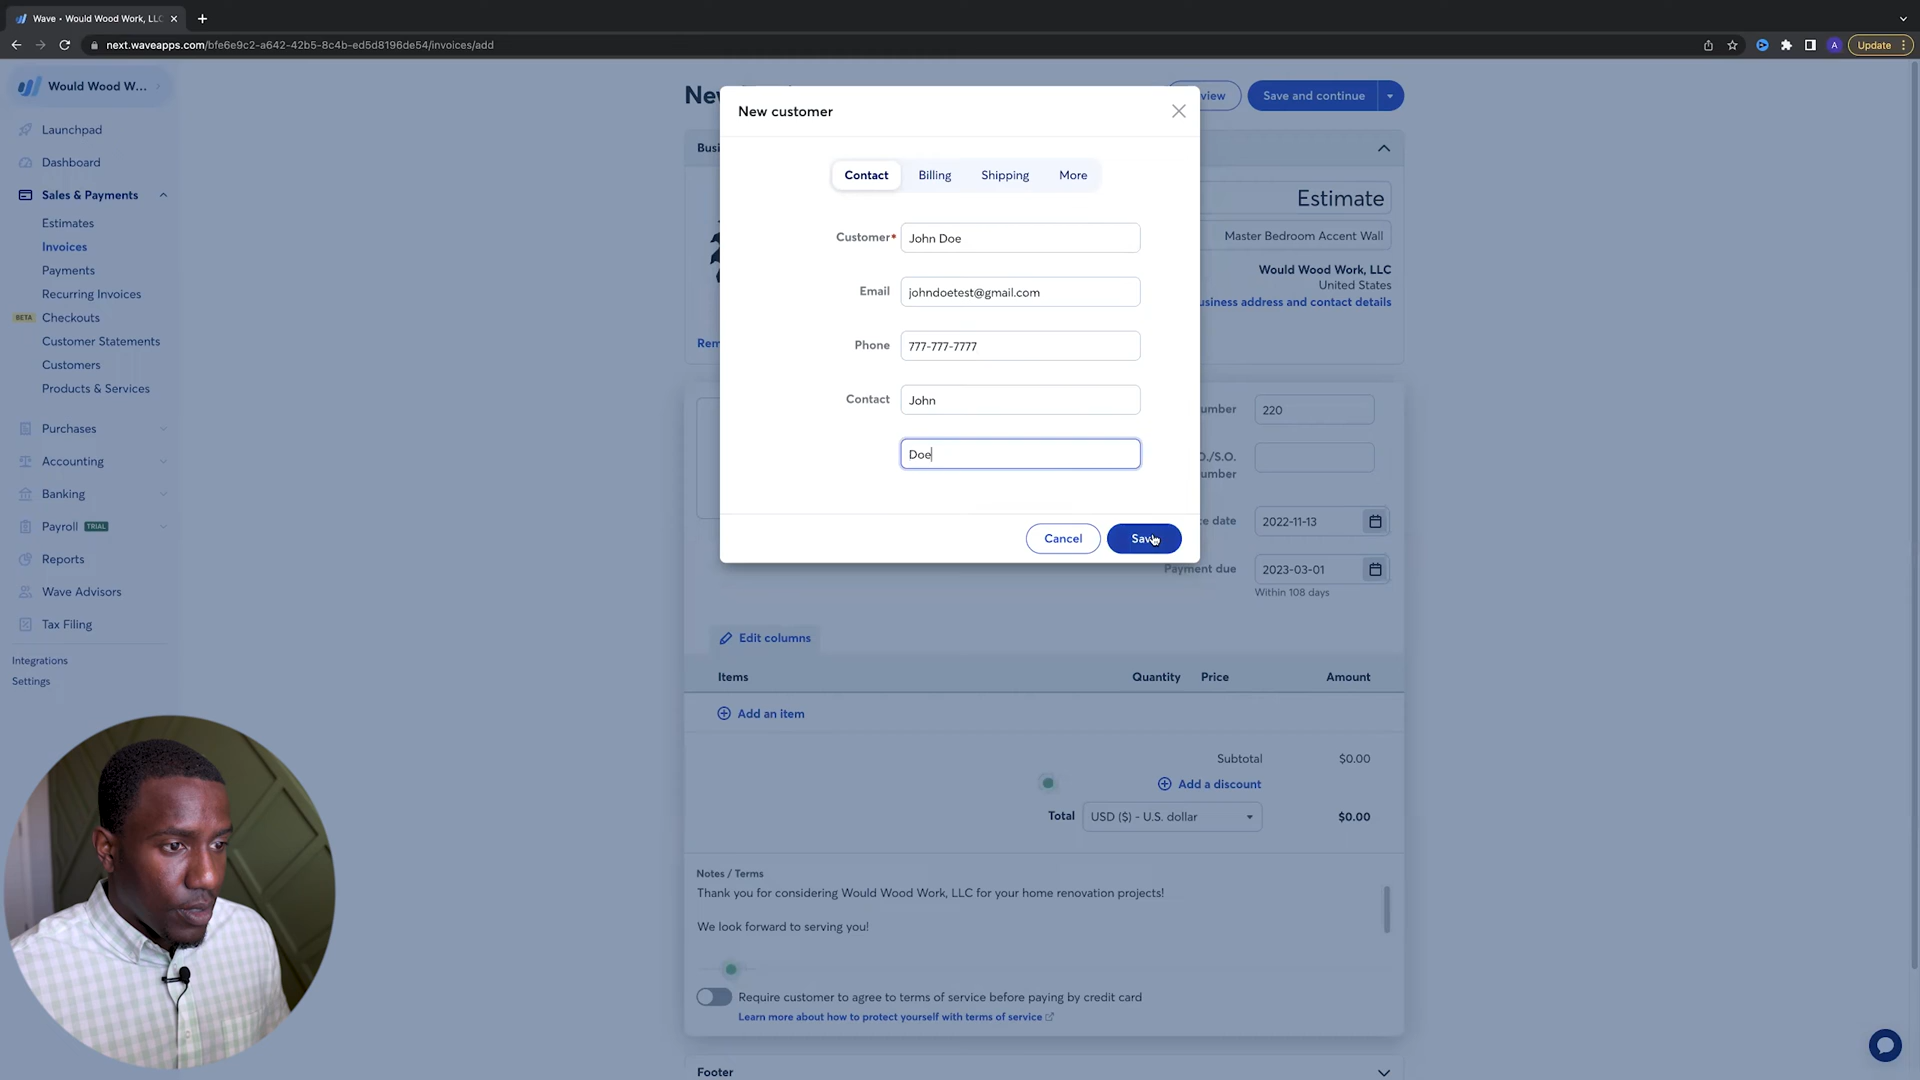 Wave • Would Wood Work, LLC
next.waveapps.com/bfe6e9c2-a642-42b5-8c4b-ed5d8196de54/invoices/add
A
Update
Would Wood W...
Launchpad
Dashboard
Sales & Payments
Estimates
Invoices
Payments
Recurring Invoices
BETA Checkouts
Customer Statements
Customers
Products & Services
Purchases
Accounting
Banking
Payroll TRIAL
Reports
Wave Advisors
Tax Filing
Integrations
Settings
New
view
Save and continue
Busi
Estimate
Master Bedroom Accent Wall
Would Wood Work, LLC
United States
usiness address and contact details
Rem
New customer
Contact Billing Shipping More
Customer* John Doe
Email johndoetest@gmail.com
Phone 777-777-7777
Contact John
Doe
Cancel
umber 220
O./S.O.
umber
ce date 2022-11-13
Payment due 2023-03-01
Within 108 days
Edit columns
Items Quantity Price Amount
Add an item
Subtotal $0.00
Add a discount
Total USD ($) - U.S. dollar $0.00
Notes / Terms
Thank you for considering Would Wood Work, LLC for your home renovation projects!
We look forward to serving you!
Require customer to agree to terms of service before paying by credit card
Learn more about how to protect yourself with terms of service
Footer